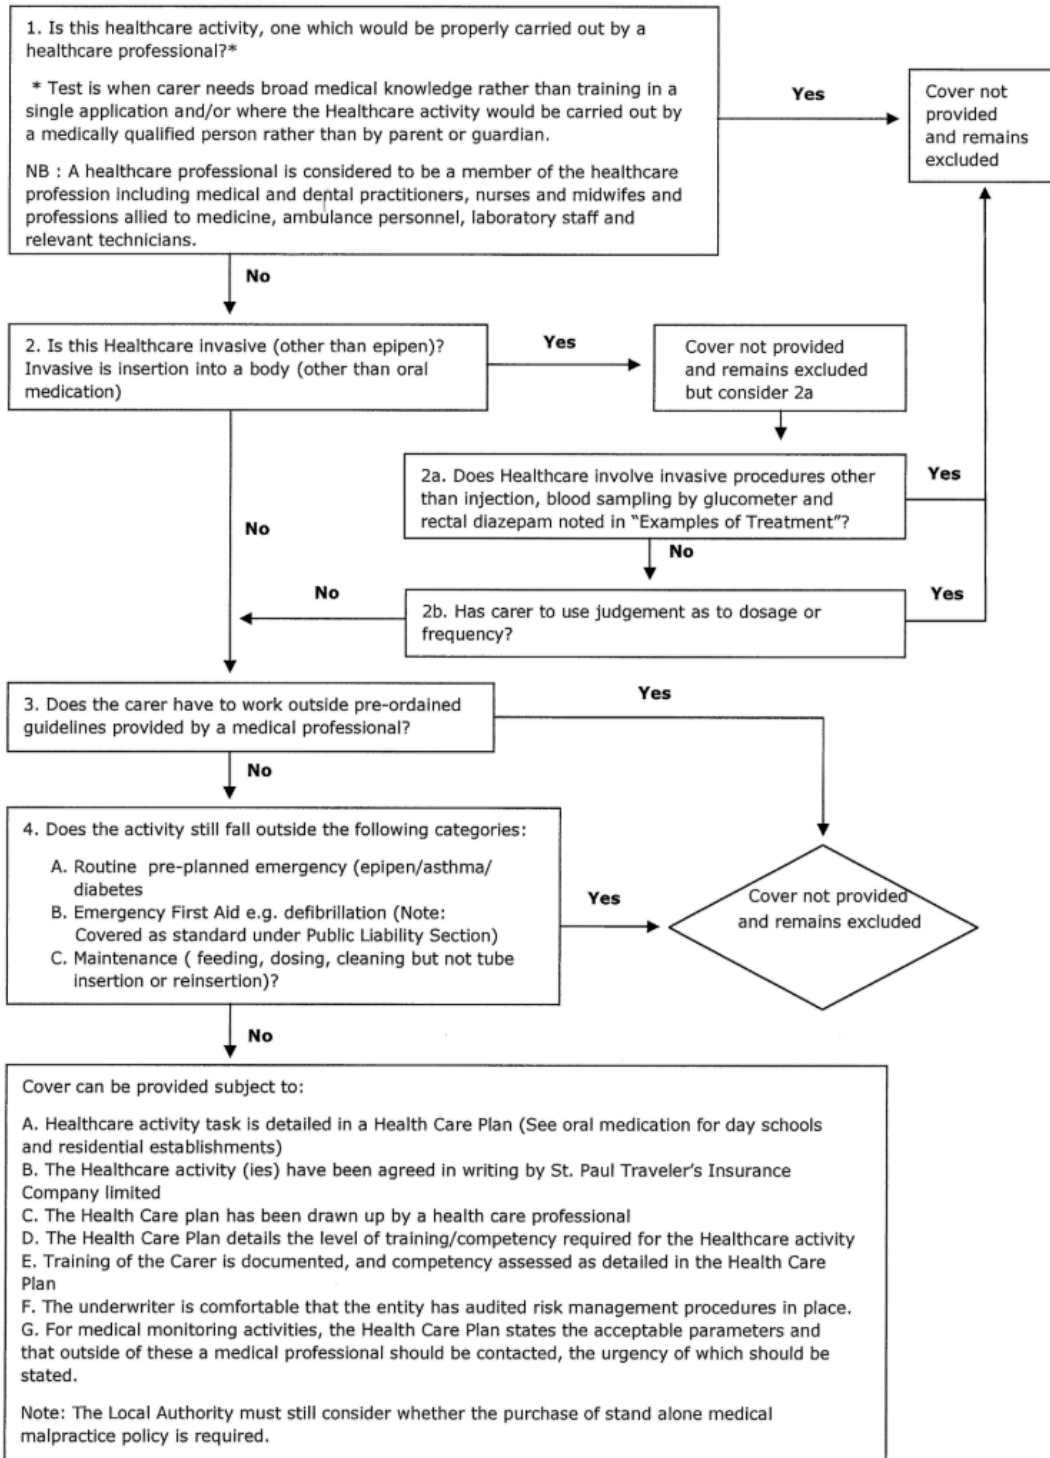 1. Is this healthcare activity, one which would be properly carried out by a
healthcare professional?*
* Test is when carer needs broad medical knowledge rather than training in a
single application and/or where the Healthcare activity would be carried out by
a medically qualified person rather than by parent or guardian.
NB : A healthcare professional is considered to be a member of the healthcare
profession including medical and dental practitioners, nurses and midwifes and
professions allied to medicine, ambulance personnel, laboratory staff and
relevant technicians.
Yes
Cover not
provided
and remains
excluded
No
2. Is this Healthcare invasive (other than epipen)?
Invasive is insertion into a body (other than oral
medication)
Yes
Cover not provided
and remains excluded
but consider 2a
2a. Does Healthcare involve invasive procedures other
than injection, blood sampling by glucometer and
rectal diazepam noted in "Examples of Treatment"?
Yes
No
No
2b. Has carer to use judgement as to dosage or
frequency?
Yes
No
3. Does the carer have to work outside pre-ordained
guidelines provided by a medical professional?
Yes
No
4. Does the activity still fall outside the following categories:
A. Routine pre-planned emergency (epipen/asthma/
diabetes
B. Emergency First Aid e.g. defibrillation (Note:
Covered as standard under Public Liability Section)
C. Maintenance ( feeding, dosing, cleaning but not tube
insertion or reinsertion)?
Yes
Cover not provided
and remains excluded
No
Cover can be provided subject to:
A. Healthcare activity task is detailed in a Health Care Plan (See oral medication for day schools
and residential establishments)
B. The Healthcare activity (ies) have been agreed in writing by St. Paul Traveler's Insurance
Company limited
C. The Health Care plan has been drawn up by a health care professional
D. The Health Care Plan details the level of training/competency required for the Healthcare activity
E. Training of the Carer is documented, and competency assessed as detailed in the Health Care
Plan
F. The underwriter is comfortable that the entity has audited risk management procedures in place.
G. For medical monitoring activities, the Health Care Plan states the acceptable parameters and
that outside of these a medical professional should be contacted, the urgency of which should be
stated.
Note: The Local Authority must still consider whether the purchase of stand alone medical
malpractice policy is required.